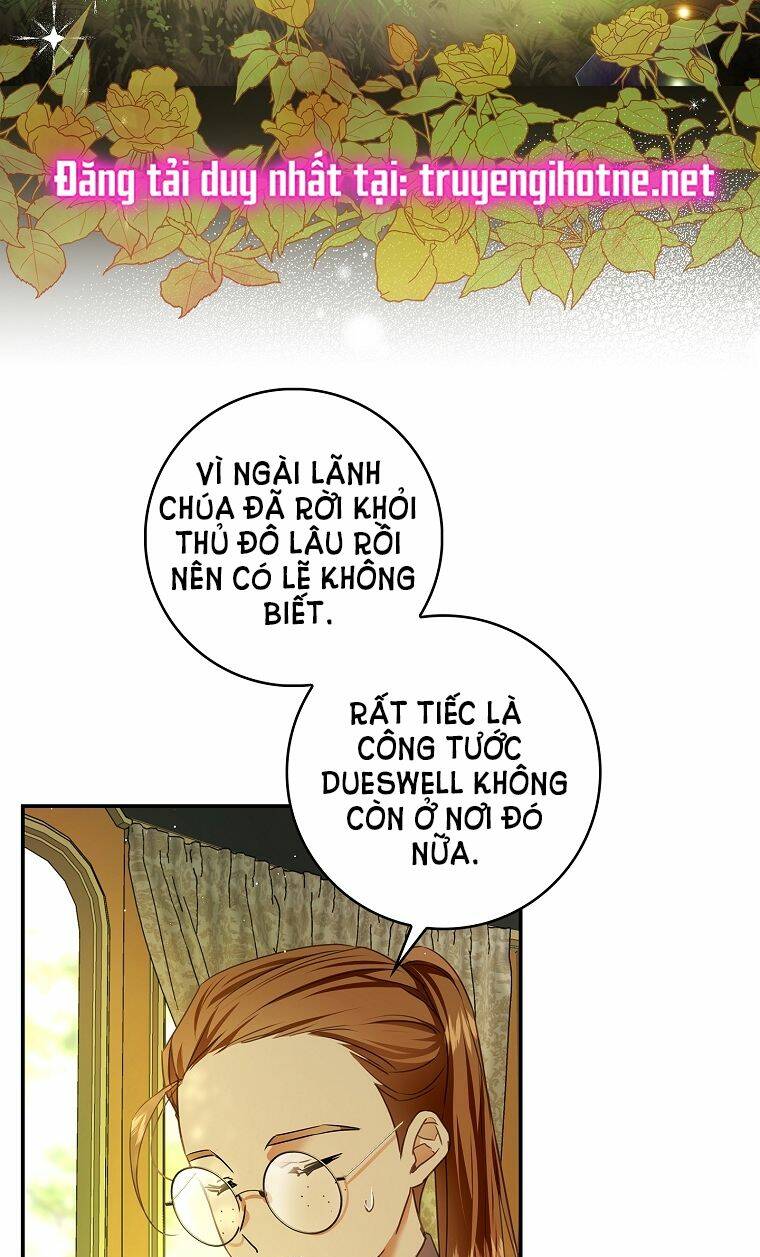 Đăng tải duy nhất tại: truyengihotne.net
VÌ NGÀI LÃNH
CHÚA ĐÃ RỜI KHỎI
THỦ ĐÔ LÂU RỒI
NÊN CÓ LẼ KHÔNG
BIẾT.
RẤT TIẾC LÀ
CÔNG TƯỚC
DUESWELL KHÔNG
CÒN Ở NƠI ĐÓ
NỮA.